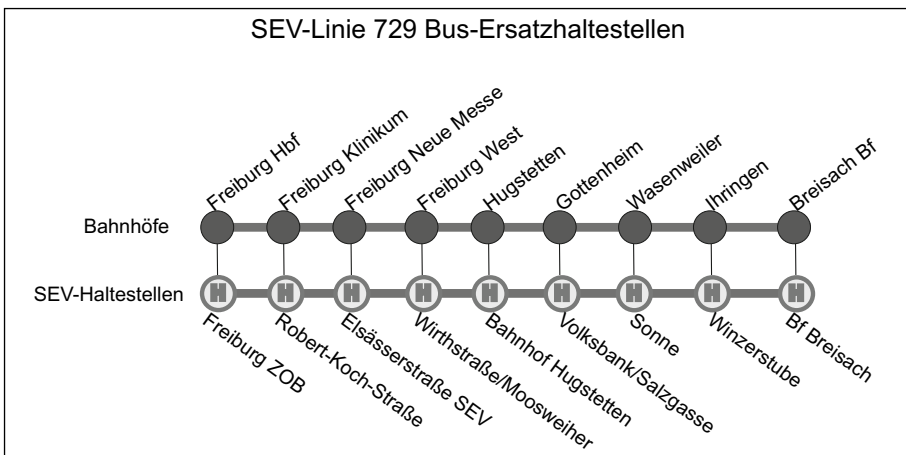 SEV-Linie 729 Bus-Ersatzhaltestellen
Freiburg Hbf
Freiburg Klinikum
Freiburg Neue Messe
Freiburg West
Hugstetten
Gottenheim
Wasenweiler
Ihringen
Breisach Bf
Bahnhöfe
SEV-Haltestellen
H
H
H
H
H
H
H
H
H
Freiburg ZOB
Robert-Koch-Straße
Elsässerstraße SEV
Wirthstraße/Moosweiher
Bahnhof Hugstetten
Volksbank/Salzgasse
Sonne
Winzerstube
Bf Breisach